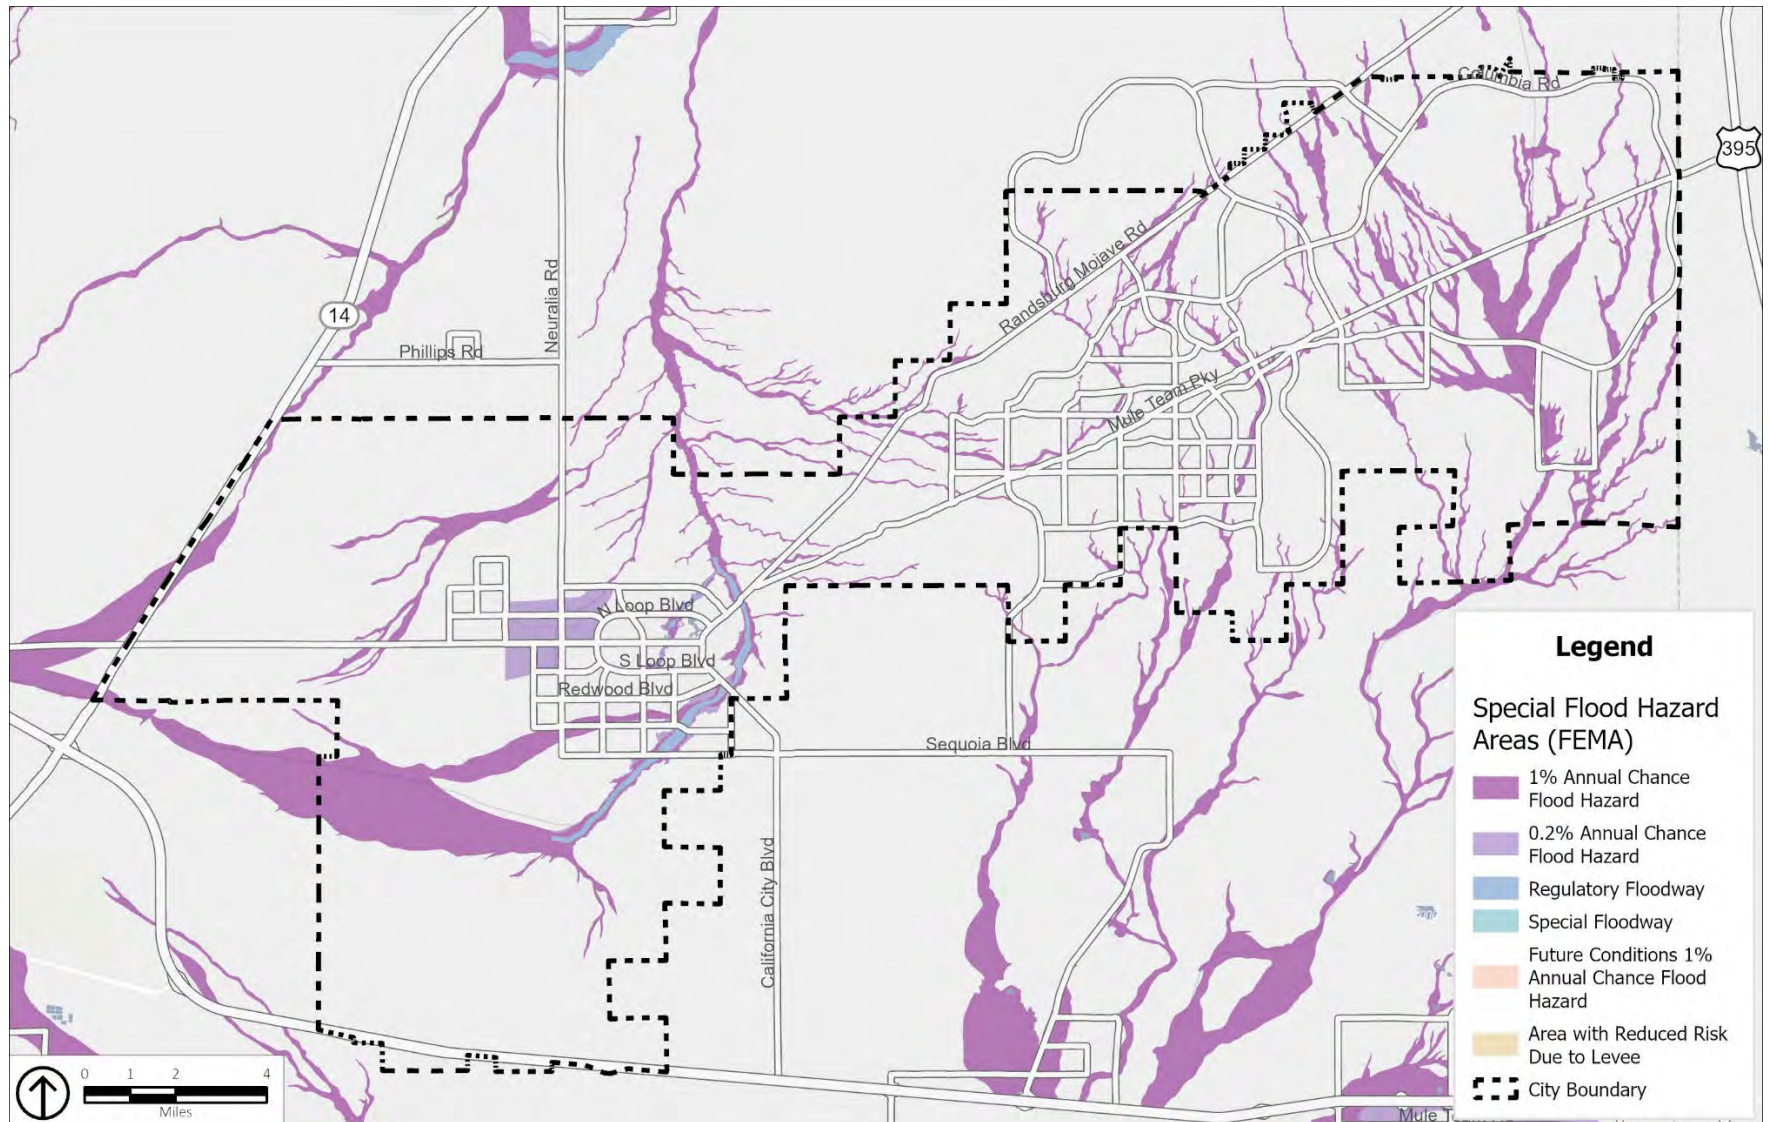 Columbia Rd
395
Randsburg Mojave Rd
14
Neuralia Rd
Phillips Rd
Mule Team Pky
N Loop Blvd
S Loop Blvd
Redwood Blvd
Sequoia Blvd
California City Blvd
Legend
Special Flood Hazard
Areas (FEMA)
1% Annual Chance
Flood Hazard
0.2% Annual Chance
Flood Hazard
Regulatory Floodway
Special Floodway
Future Conditions 1%
Annual Chance Flood
Hazard
Area with Reduced Risk
Due to Levee
City Boundary
0 1 2 4
Miles
Mule